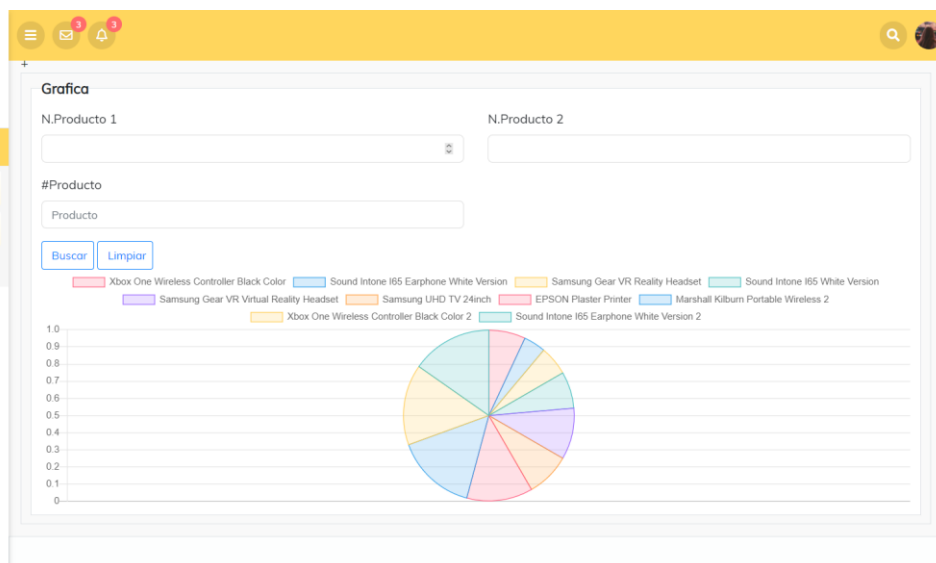 3 3
+
Grafica
N.Producto 1 N.Producto 2
#Producto
Producto
Buscar Limpiar
Xbox One Wireless Controller Black Color Sound Intone I65 Earphone White Version Samsung Gear VR Reality Headset Sound Intone I65 White Version
Samsung Gear VR Virtual Reality Headset Samsung UHD TV 24inch EPSON Plaster Printer Marshall Kilburn Portable Wireless 2
Xbox One Wireless Controller Black Color 2 Sound Intone I65 Earphone White Version 2
1.0
0.9
0.8
0.7
0.6
0.5
0.4
0.3
0.2
0.1
0